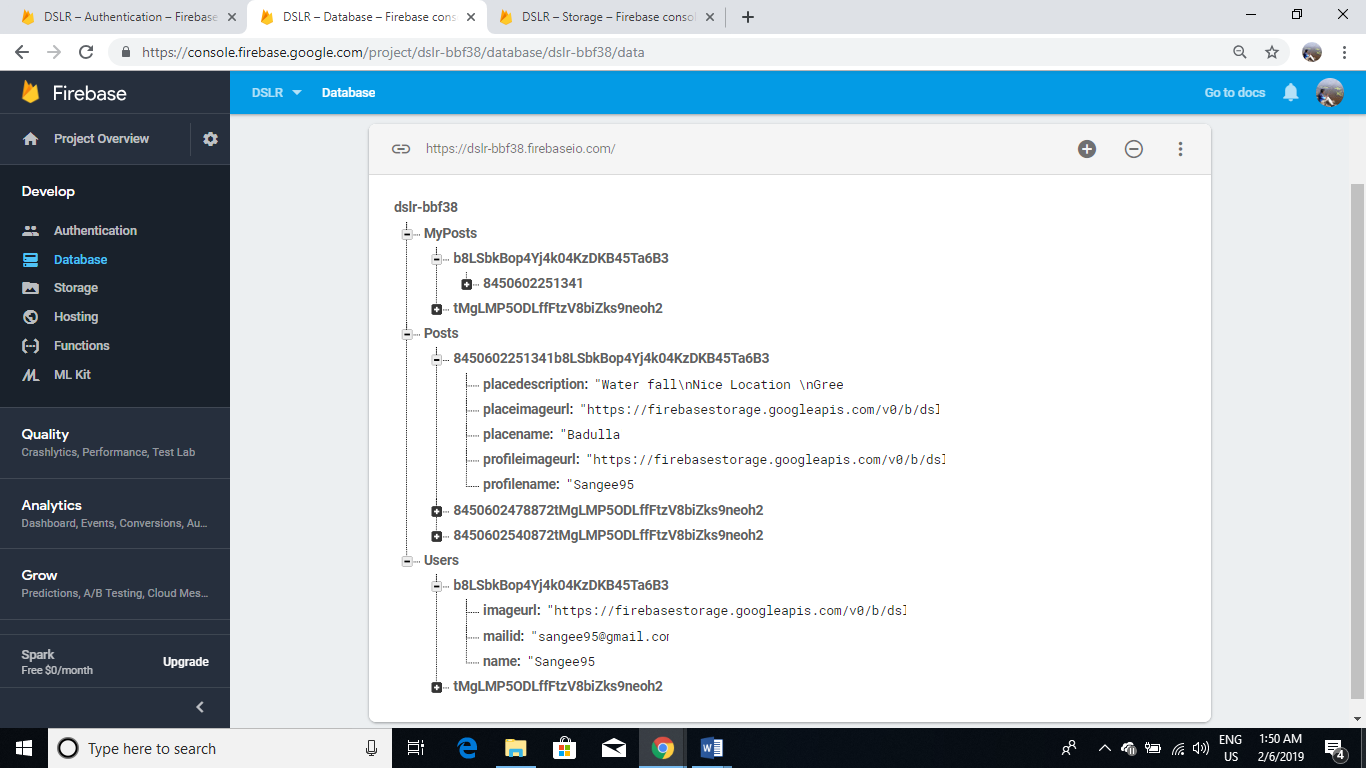 DSLR – Authentication – Firebase
DSLR – Database – Firebase cons
DSLR – Storage – Firebase consol
https://console.firebase.google.com/project/dslr-bbf38/database/dslr-bbf38/data
Firebase
DSLR
Database
Go to docs
Project Overview
https://dslr-bbf38.firebaseio.com/
Develop
Authentication
Database
Storage
Hosting
Functions
ML Kit
Quality
Crashlytics, Performance, Test Lab
Analytics
Dashboard, Events, Conversions, Au...
Grow
Predictions, A/B Testing, Cloud Mes...
Spark
Free $0/month
Upgrade
dslr-bbf38
MyPosts
b8LSbkBop4Yj4k04KzDKB45Ta6B3
8450602251341
tMgLMP5ODLffFtzV8biZks9neoh2
Posts
8450602251341b8LSbkBop4Yj4k04KzDKB45Ta6B3
placedescription: "Water fall\nNice Location \nGree
placeimageurl: "https://firebasestorage.googleapis.com/v0/b/dsl
placename: "Badulla
profileimageurl: "https://firebasestorage.googleapis.com/v0/b/dsl
profilename: "Sangee95
8450602478872tMgLMP5ODLffFtzV8biZks9neoh2
8450602540872tMgLMP5ODLffFtzV8biZks9neoh2
Users
b8LSbkBop4Yj4k04KzDKB45Ta6B3
imageurl: "https://firebasestorage.googleapis.com/v0/b/dsl
mailid: "sangee95@gmail.com
name: "Sangee95
tMgLMP5ODLffFtzV8biZks9neoh2
Type here to search
ENG
US
1:50 AM
2/6/2019
4